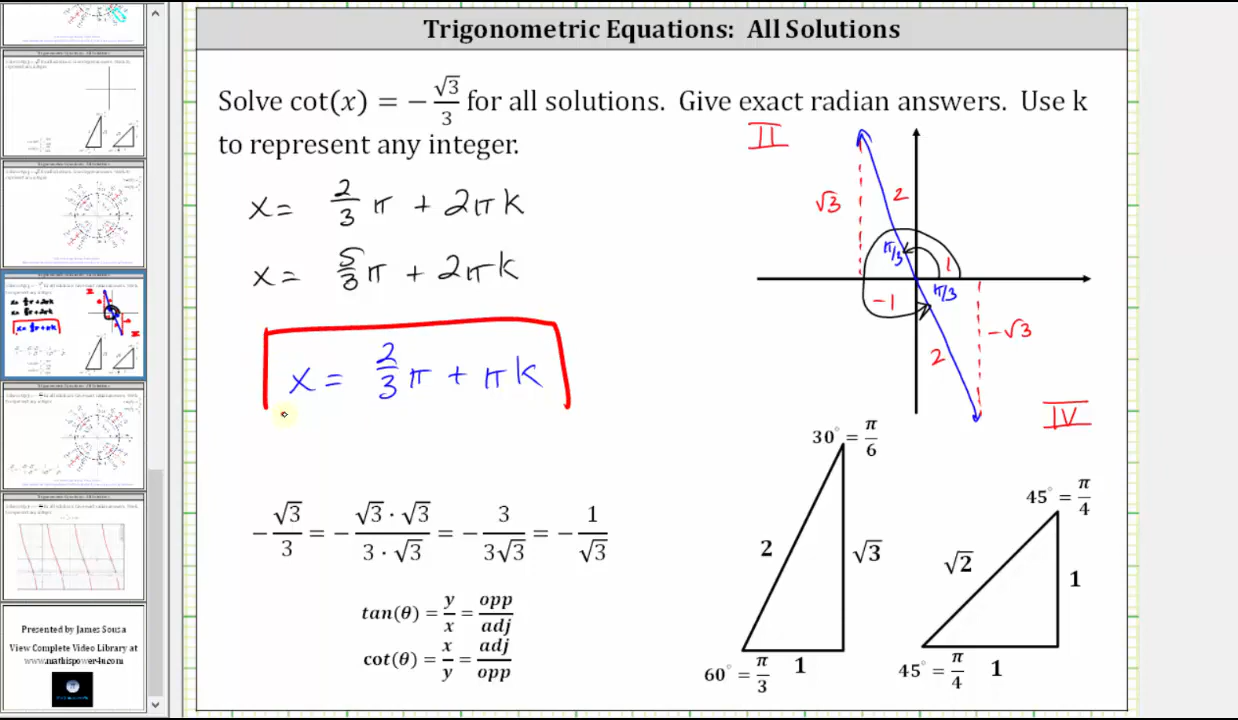 Trigonometric Equations: All Solutions
Solve cot(x) = −√3/3 for all solutions. Give exact radian answers. Use k
to represent any integer.
x = 2/3 π + 2πk
x = 5/3 π + 2πk
x = 2/3 π + πk
−√3/3 = −√3·√3/3·√3 = −3/3√3 = −1/√3
tan(θ) = y/x = opp/adj
cot(θ) = x/y = adj/opp
II
√3
2
π/3
1
−1
π/3
−√3
2
IV
30° = π/6
2
√3
60° = π/3
1
45° = π/4
√2
1
45° = π/4
1
Presented by James Sousa
View Complete Video Library at
www.mathispower4u.com